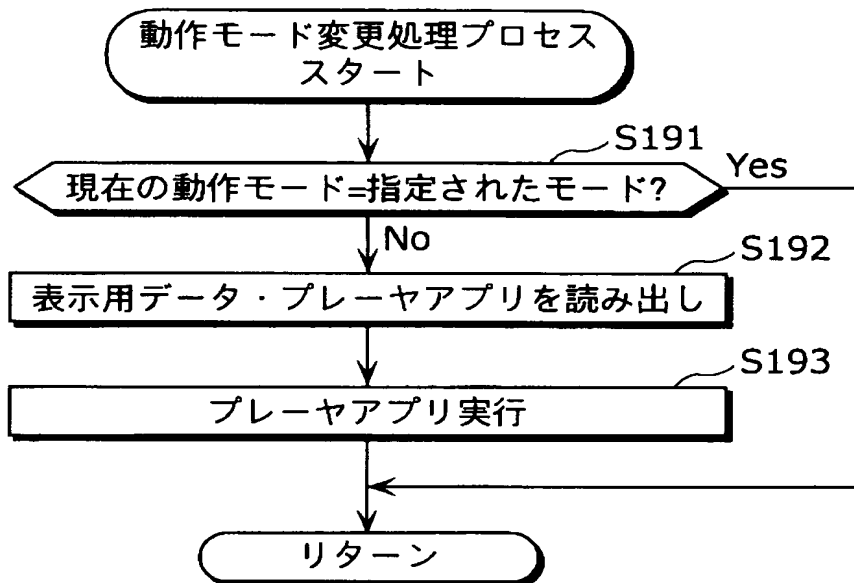 動作モード変更処理プロセス
スタート
S191
現在の動作モード=指定されたモード?
Yes
No
S192
表示用データ・プレーヤアプリを読み出し
S193
プレーヤアプリ実行
リターン